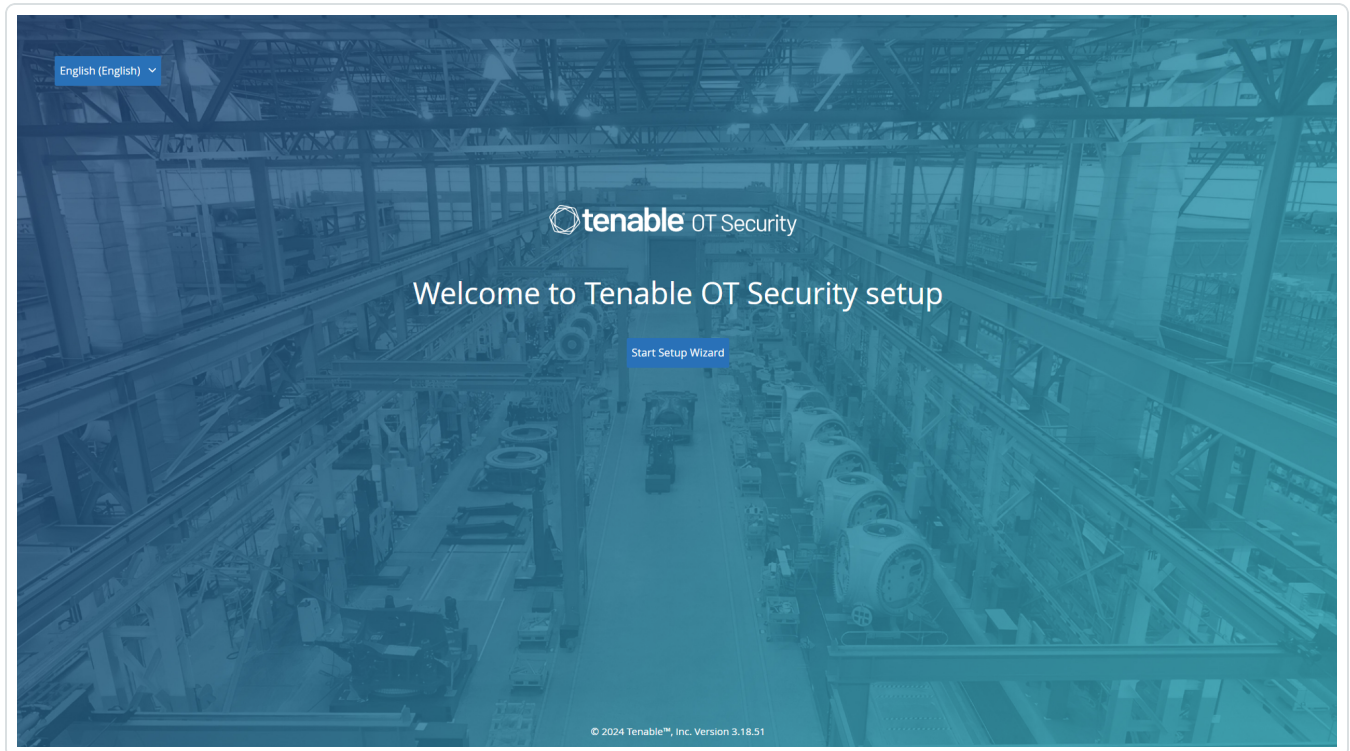 English (English)
tenable OT Security
Welcome to Tenable OT Security setup
Start Setup Wizard
© 2024 Tenable™, Inc. Version 3.18.51